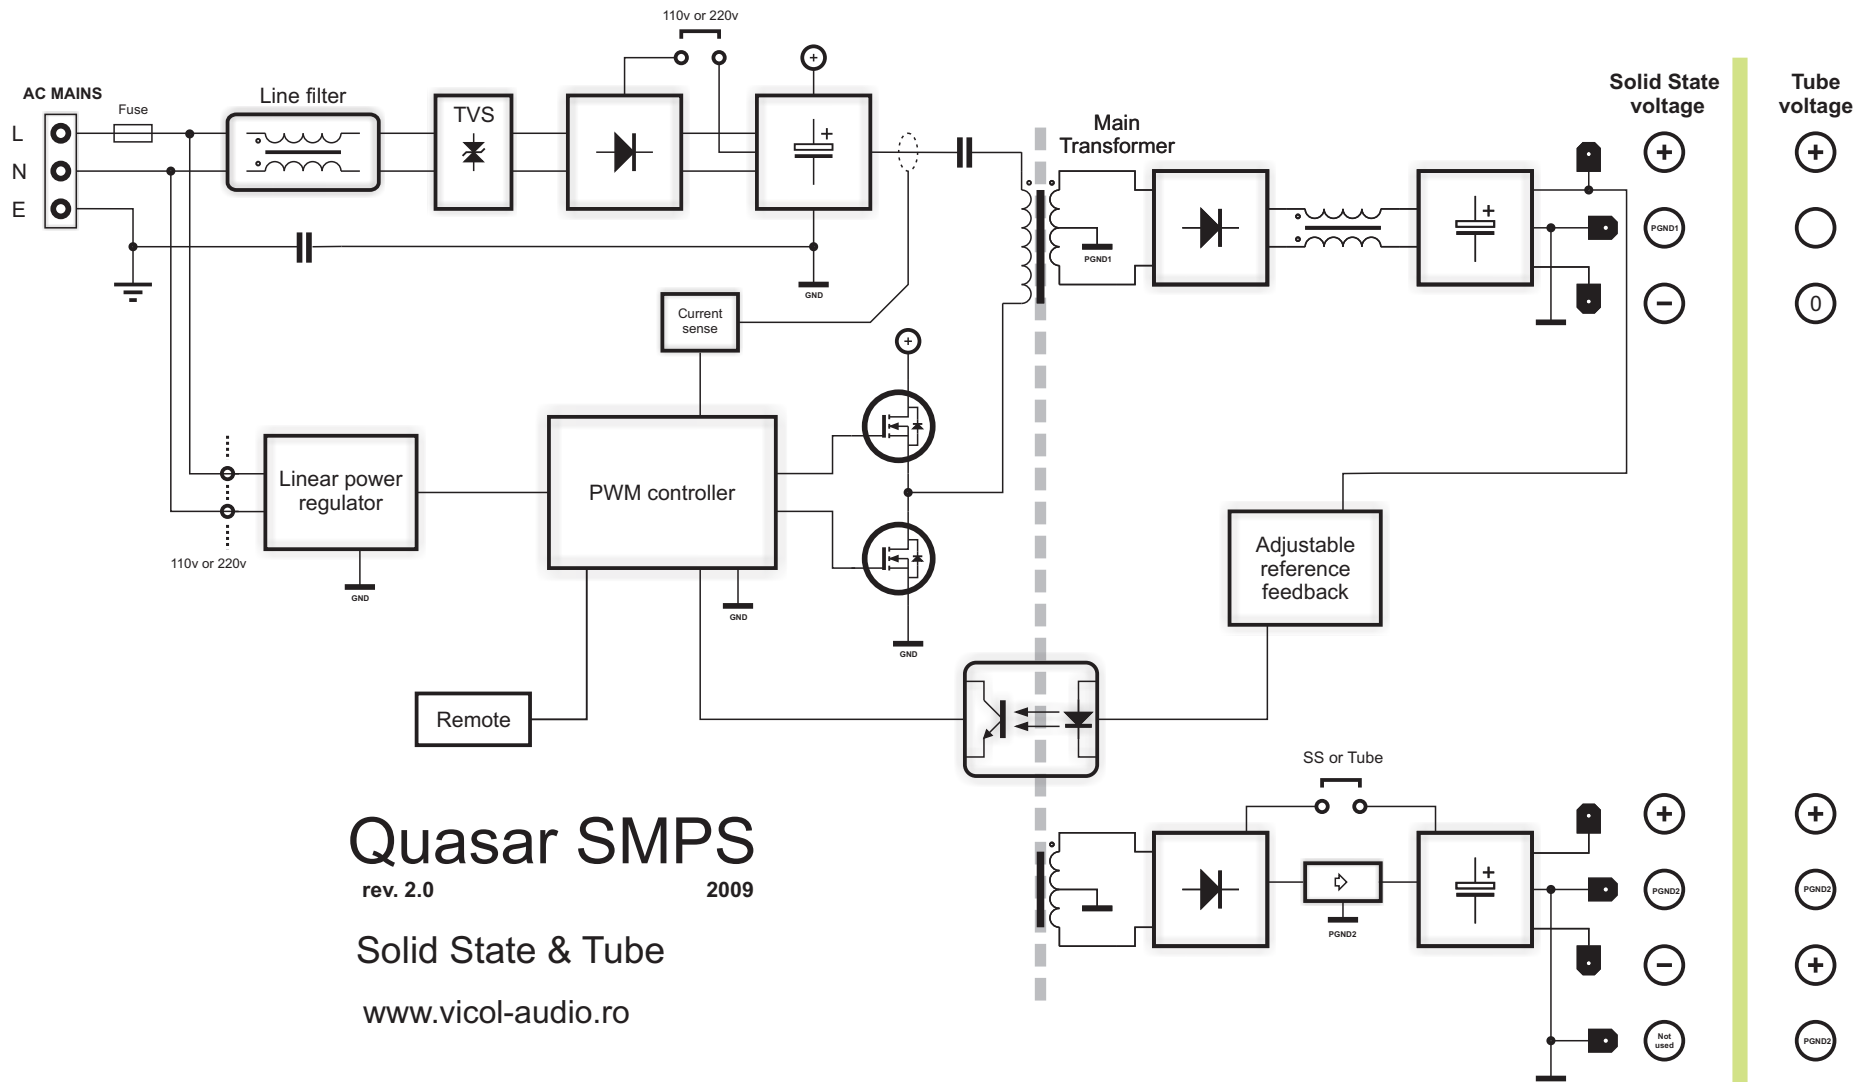 110v or 220v
AC MAINS
Fuse
Line filter
TVS
L
N
E
+
+
GND
Main
Transformer
PGND1
+
Solid State
voltage
Tube
voltage
+
+
PGND1
−
0
Current
sense
+
Linear power
regulator
PWM controller
110v or 220v
GND
GND
GND
Adjustable
reference
feedback
Remote
SS or Tube
Quasar SMPS
rev. 2.0
2009
Solid State & Tube
www.vicol-audio.ro
PGND2
+
+
+
PGND2
PGND2
−
+
Not
used
PGND2